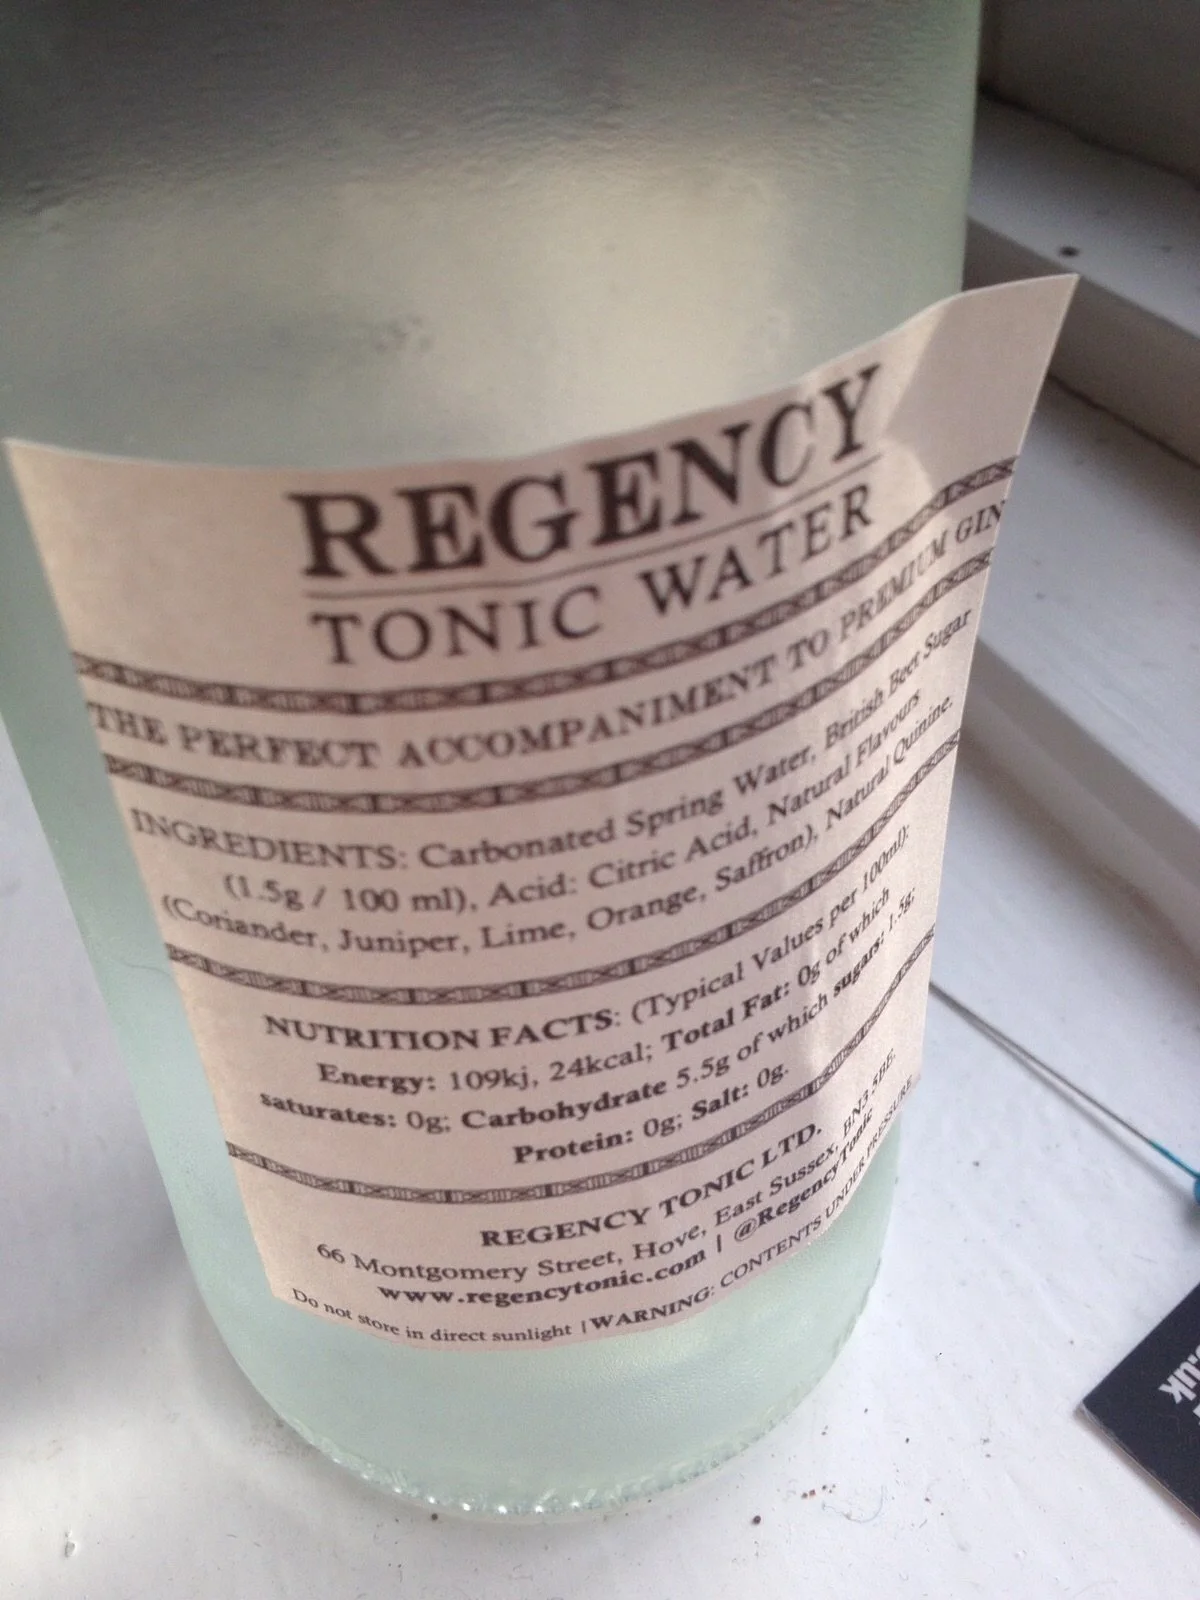 REGENCY
TONIC WATER
THE PERFECT ACCOMPANIMENT TO PREMIUM GIN
INGREDIENTS: Carbonated Spring Water, British Beet Sugar
(1.5g / 100 ml), Acid: Citric Acid, Natural Flavours
(Coriander, Juniper, Lime, Orange, Saffron), Natural Quinine.
NUTRITION FACTS: (Typical Values per 100ml):
Energy: 109kj, 24kcal; Total Fat: 0g of which
saturates: 0g; Carbohydrate 5.5g of which sugars: 1.5g;
Protein: 0g; Salt: 0g.
REGENCY TONIC LTD.
66 Montgomery Street, Hove, East Sussex, BN3 5BE.
www.regencytonic.com | @RegencyTonic
Do not store in direct sunlight | WARNING: CONTENTS UNDER PRESSURE
.uk